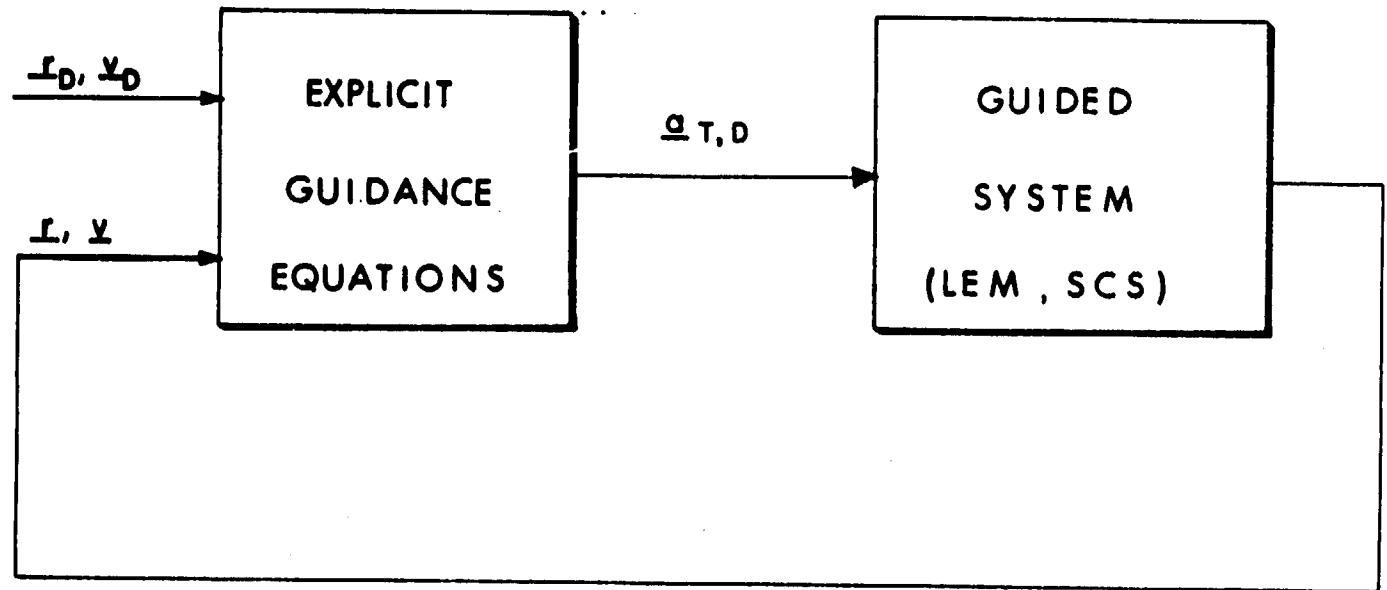 r_D, v_D
EXPLICIT
GUIDANCE
EQUATIONS
r, v
a_T, D
GUIDED
SYSTEM
(LEM, SCS)